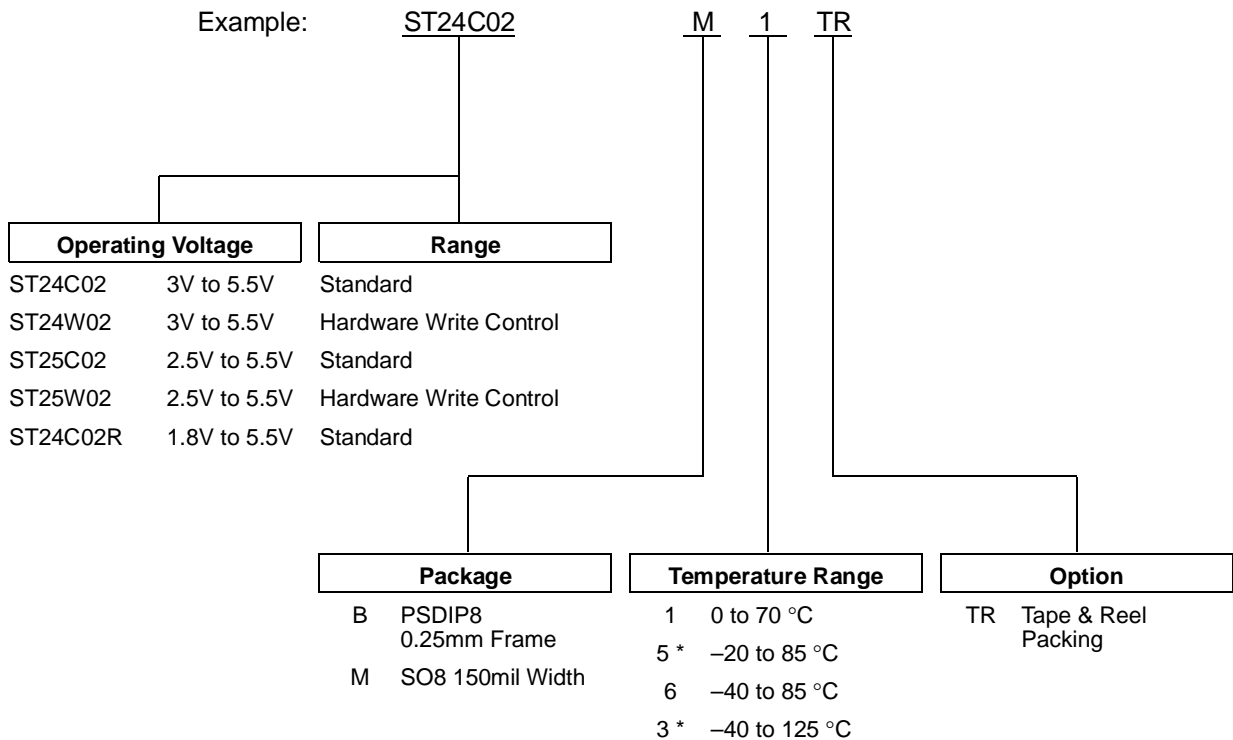 Example: ST24C02 M 1 TR
Operating Voltage Range
ST24C02 3V to 5.5V Standard
ST24W02 3V to 5.5V Hardware Write Control
ST25C02 2.5V to 5.5V Standard
ST25W02 2.5V to 5.5V Hardware Write Control
ST24C02R 1.8V to 5.5V Standard
Package
B PSDIP8
0.25mm Frame
M SO8 150mil Width
Temperature Range
1 0 to 70 °C
5 * –20 to 85 °C
6 –40 to 85 °C
3 * –40 to 125 °C
Option
TR Tape & Reel
Packing